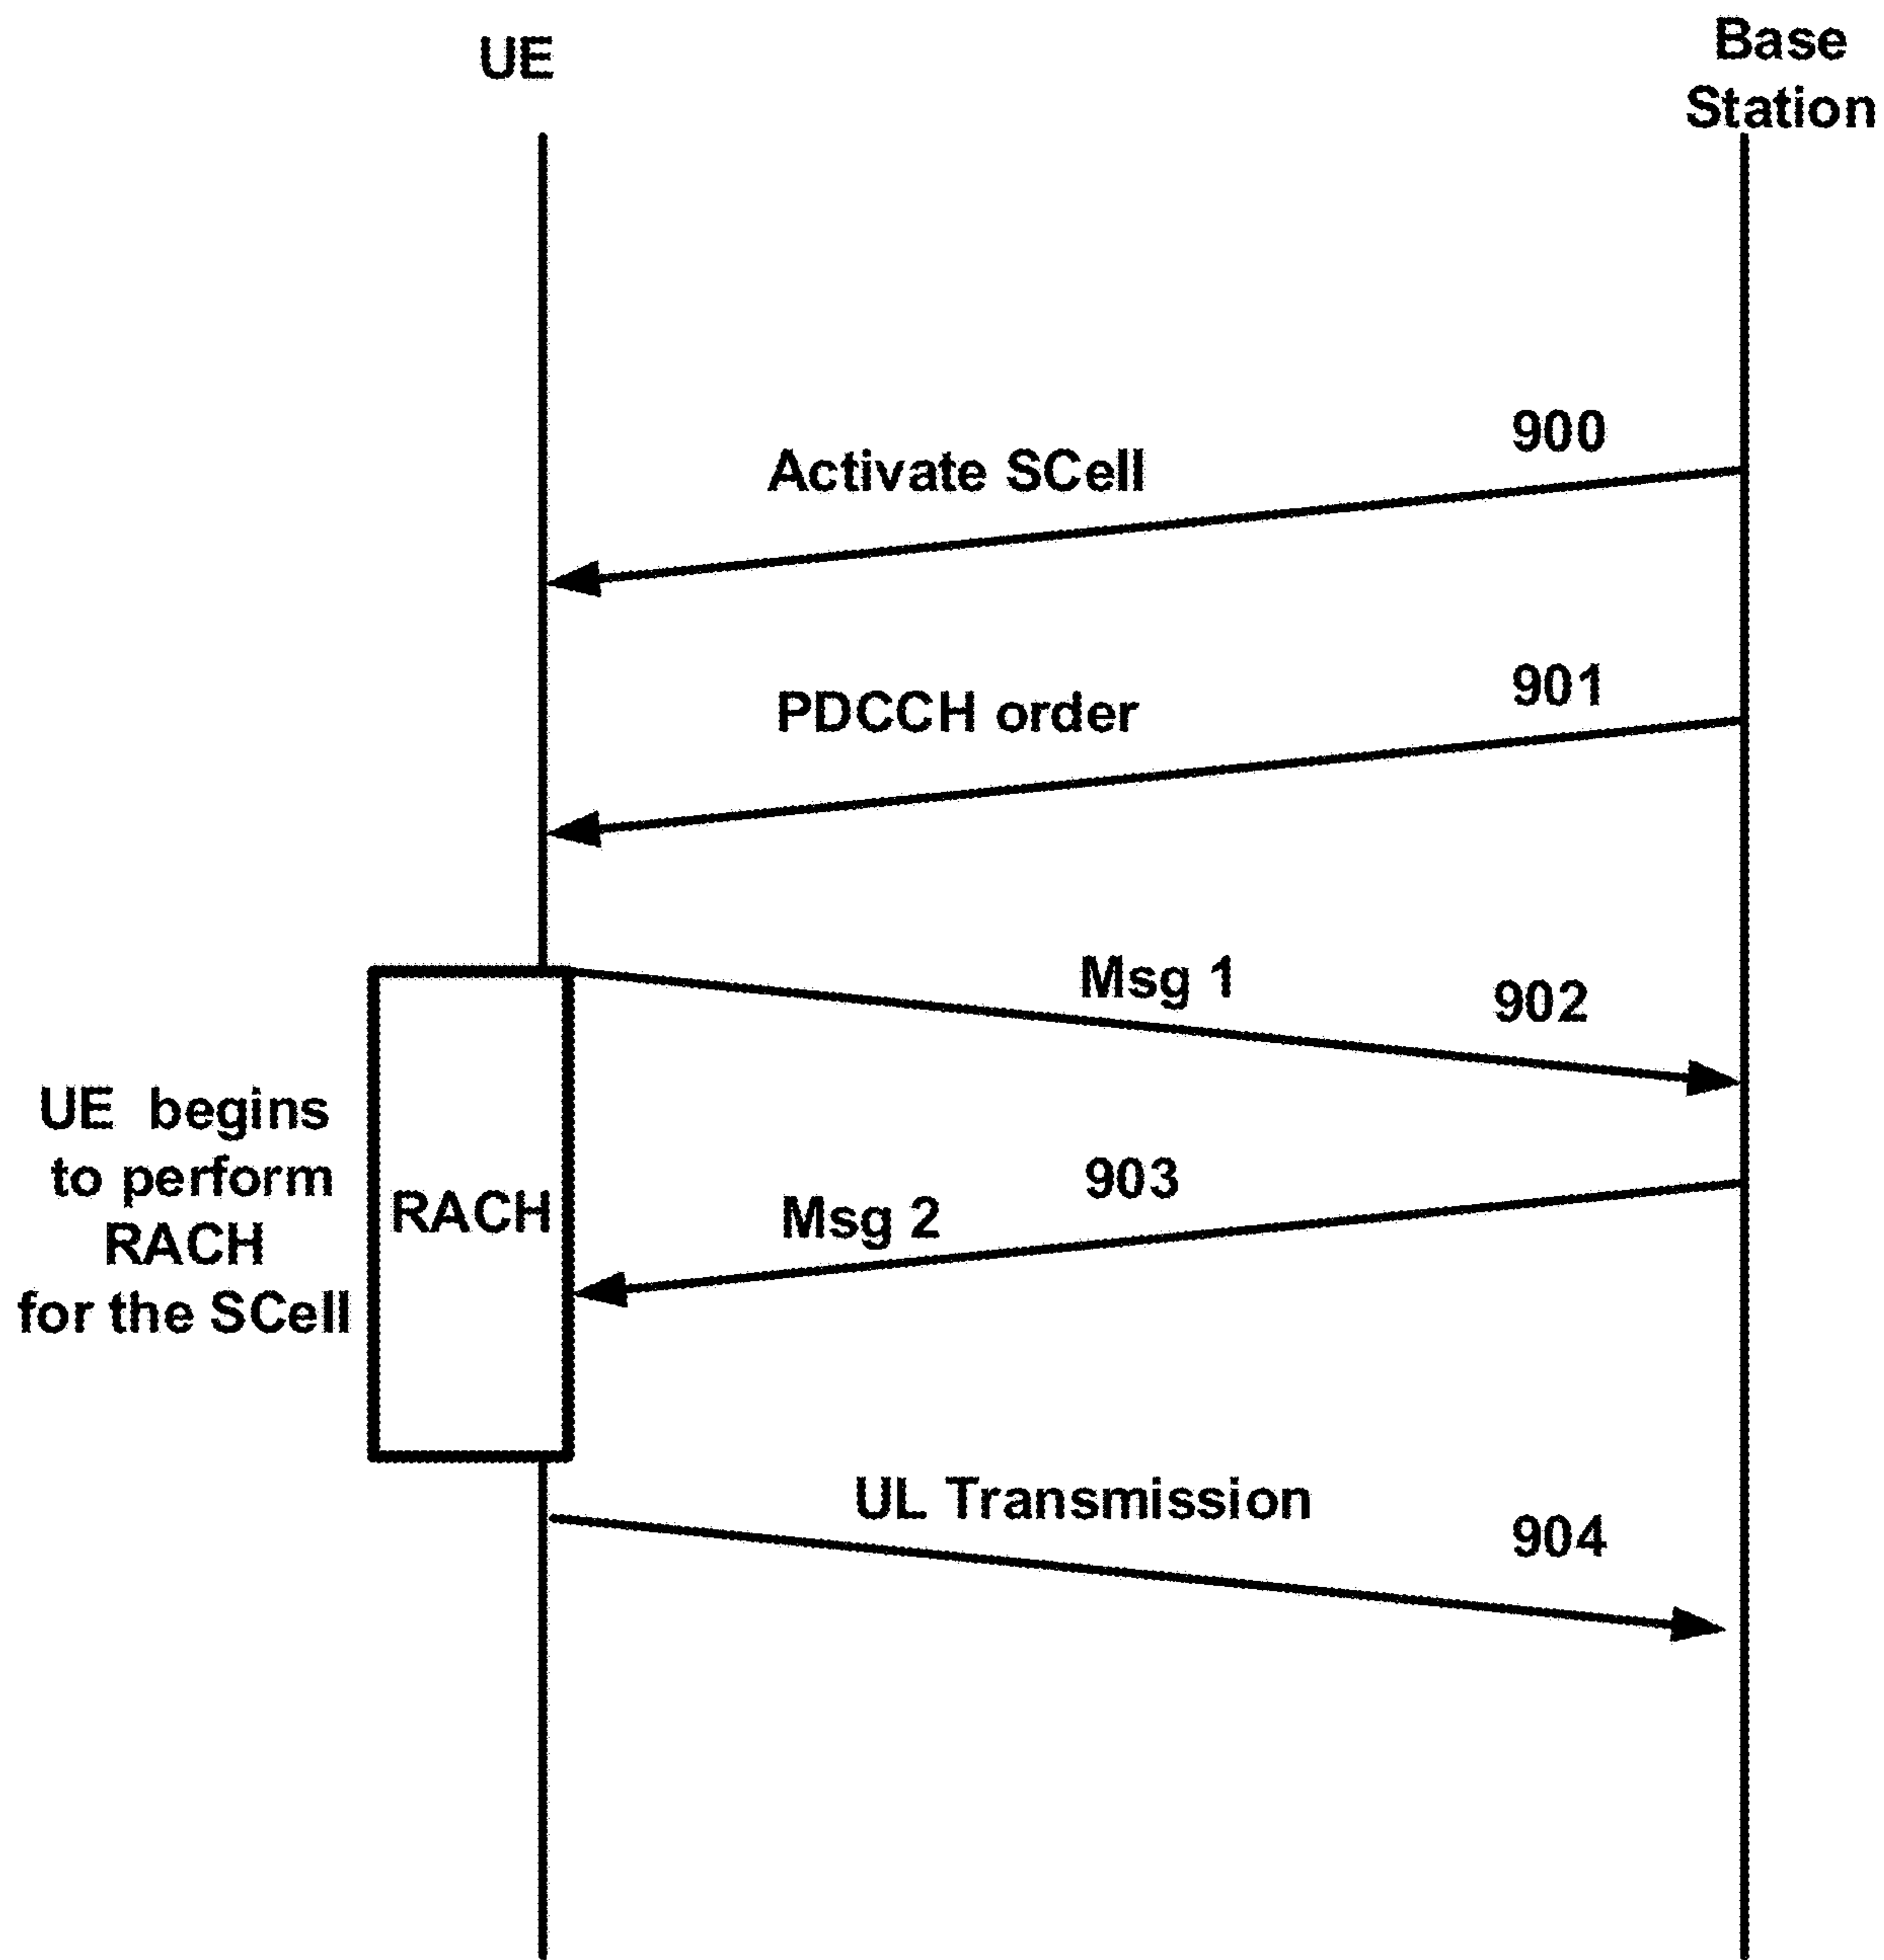 UE
Base
Station
900
Activate SCell
901
PDCCH order
Msg 1
902
UE begins
to perform
RACH
for the SCell
RACH
903
Msg 2
UL Transmission
904